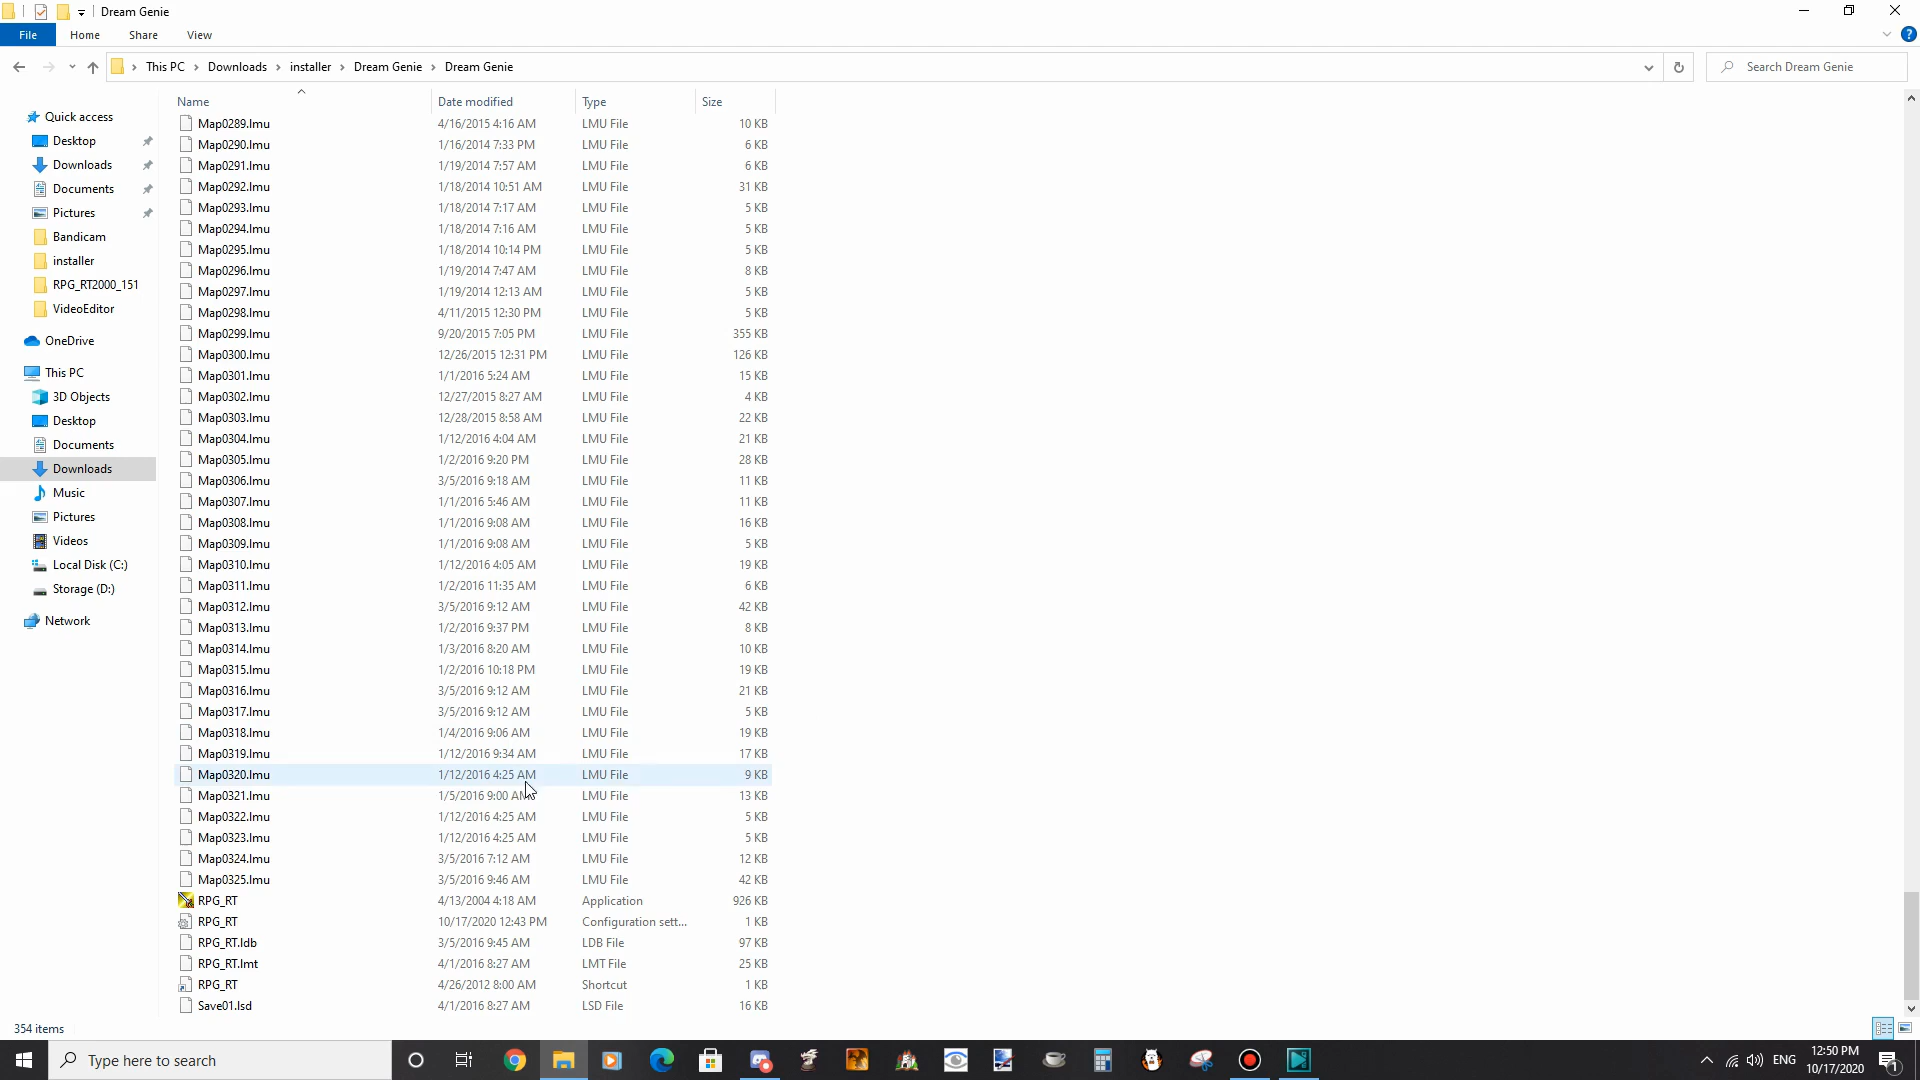 Dream Genie
File Home Share View
This PC Downloads installer Dream Genie Dream Genie Search Dream Genie
Name Date modified Type Size
Quick access
Desktop
Downloads
Documents
Pictures
Bandicam
installer
RPG_RT2000_151
VideoEditor
OneDrive
This PC
3D Objects
Desktop
Documents
Downloads
Music
Pictures
Videos
Local Disk (C:)
Storage (D:)
Network
Map0289.lmu 4/16/2015 4:16 AM LMU File 10 KB
Map0290.lmu 1/16/2014 7:33 PM LMU File 6 KB
Map0291.lmu 1/19/2014 7:57 AM LMU File 6 KB
Map0292.lmu 1/18/2014 10:51 AM LMU File 31 KB
Map0293.lmu 1/18/2014 7:17 AM LMU File 5 KB
Map0294.lmu 1/18/2014 7:16 AM LMU File 5 KB
Map0295.lmu 1/18/2014 10:14 PM LMU File 5 KB
Map0296.lmu 1/19/2014 7:47 AM LMU File 8 KB
Map0297.lmu 1/19/2014 12:13 AM LMU File 5 KB
Map0298.lmu 4/11/2015 12:30 PM LMU File 5 KB
Map0299.lmu 9/20/2015 7:05 PM LMU File 355 KB
Map0300.lmu 12/26/2015 12:31 PM LMU File 126 KB
Map0301.lmu 1/1/2016 5:24 AM LMU File 15 KB
Map0302.lmu 12/27/2015 8:27 AM LMU File 4 KB
Map0303.lmu 12/28/2015 8:58 AM LMU File 22 KB
Map0304.lmu 1/12/2016 4:04 AM LMU File 21 KB
Map0305.lmu 1/2/2016 9:20 PM LMU File 28 KB
Map0306.lmu 3/5/2016 9:18 AM LMU File 11 KB
Map0307.lmu 1/1/2016 5:46 AM LMU File 11 KB
Map0308.lmu 1/1/2016 9:08 AM LMU File 16 KB
Map0309.lmu 1/1/2016 9:08 AM LMU File 5 KB
Map0310.lmu 1/12/2016 4:05 AM LMU File 19 KB
Map0311.lmu 1/2/2016 11:35 AM LMU File 6 KB
Map0312.lmu 3/5/2016 9:12 AM LMU File 42 KB
Map0313.lmu 1/2/2016 9:37 PM LMU File 8 KB
Map0314.lmu 1/3/2016 8:20 AM LMU File 10 KB
Map0315.lmu 1/2/2016 10:18 PM LMU File 19 KB
Map0316.lmu 3/5/2016 9:12 AM LMU File 21 KB
Map0317.lmu 3/5/2016 9:12 AM LMU File 5 KB
Map0318.lmu 1/4/2016 9:06 AM LMU File 19 KB
Map0319.lmu 1/12/2016 9:34 AM LMU File 17 KB
Map0320.lmu 1/12/2016 4:25 AM LMU File 9 KB
Map0321.lmu 1/5/2016 9:00 AM LMU File 13 KB
Map0322.lmu 1/12/2016 4:25 AM LMU File 5 KB
Map0323.lmu 1/12/2016 4:25 AM LMU File 5 KB
Map0324.lmu 3/5/2016 7:12 AM LMU File 12 KB
Map0325.lmu 3/5/2016 9:46 AM LMU File 42 KB
RPG_RT 4/13/2004 4:18 AM Application 926 KB
RPG_RT 10/17/2020 12:43 PM Configuration sett... 1 KB
RPG_RT.ldb 3/5/2016 9:45 AM LDB File 97 KB
RPG_RT.lmt 4/1/2016 8:27 AM LMT File 25 KB
RPG_RT 4/26/2012 8:00 AM Shortcut 1 KB
Save01.lsd 4/1/2016 8:27 AM LSD File 16 KB
354 items
Type here to search
ENG
12:50 PM
10/17/2020
1